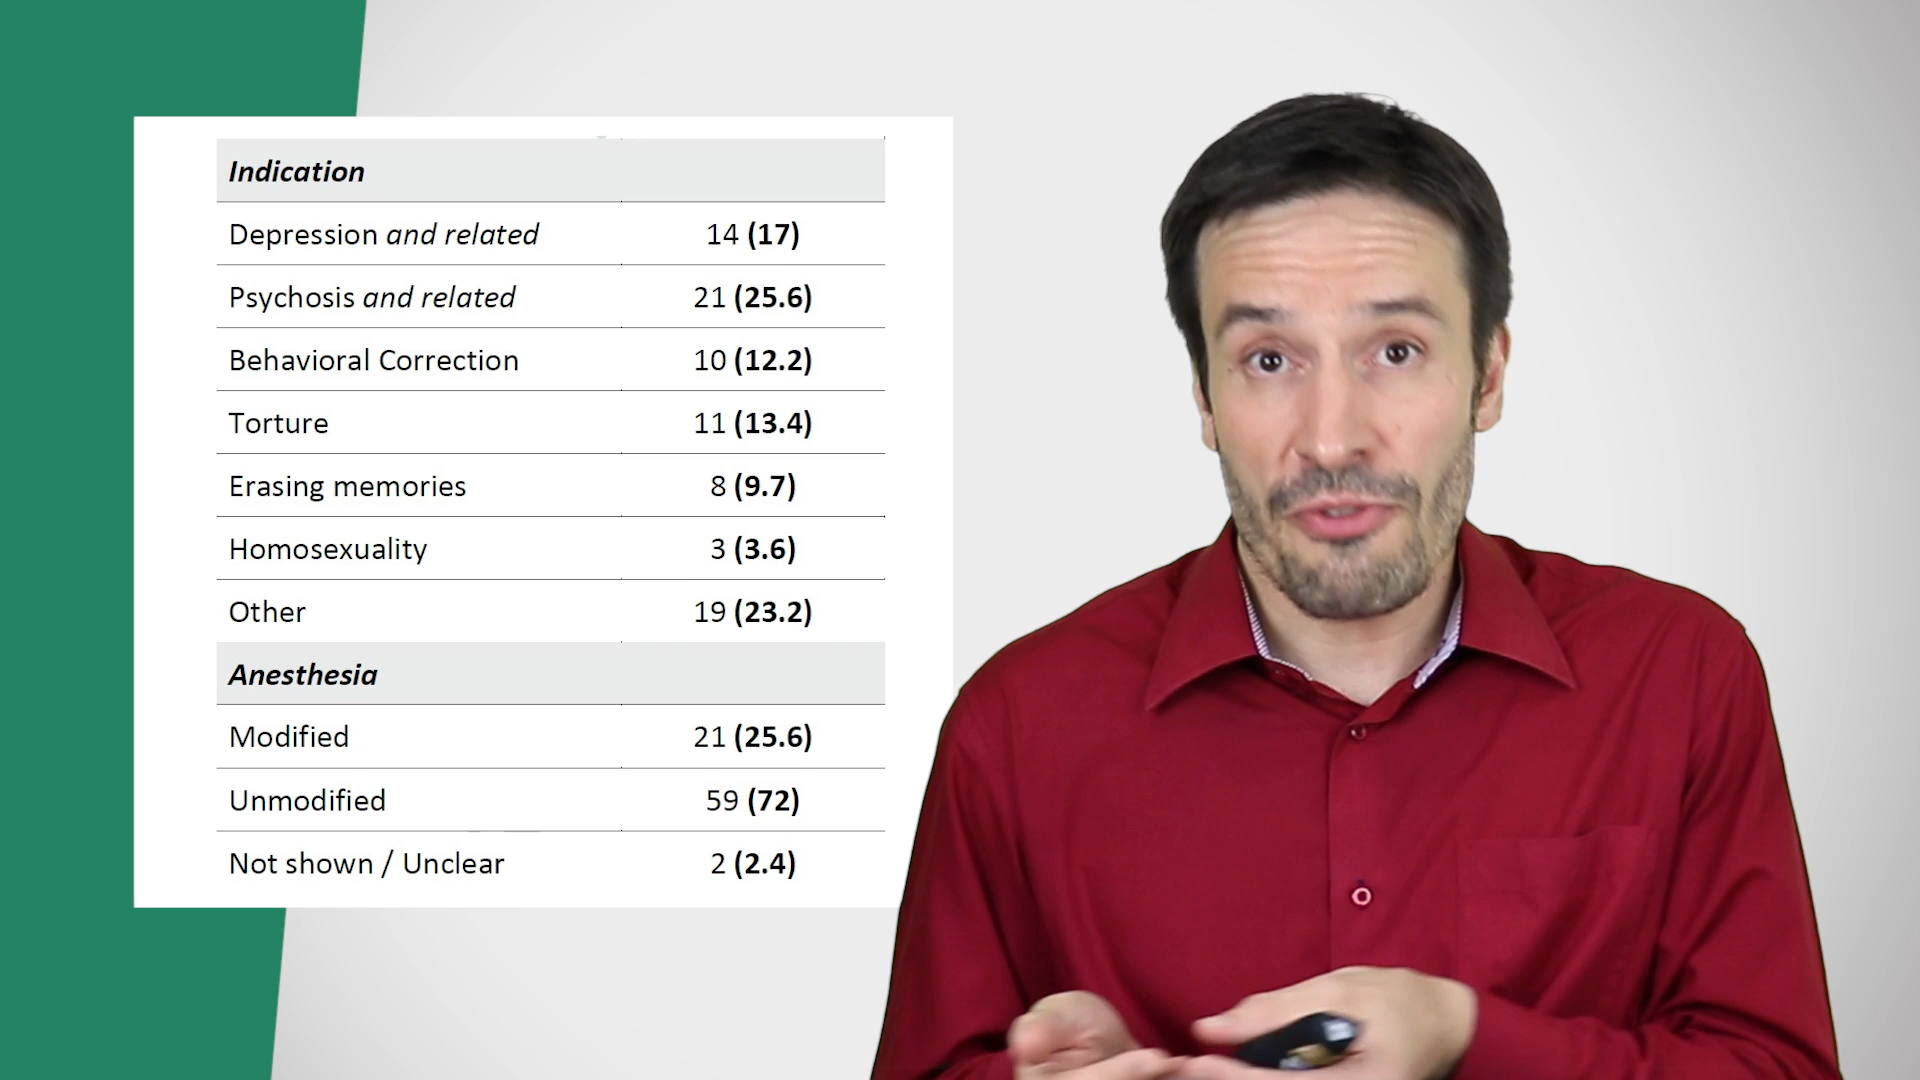 Indication
Depression and related 14 (17)
Psychosis and related 21 (25.6)
Behavioral Correction 10 (12.2)
Torture 11 (13.4)
Erasing memories 8 (9.7)
Homosexuality 3 (3.6)
Other 19 (23.2)
Anesthesia
Modified 21 (25.6)
Unmodified 59 (72)
Not shown / Unclear 2 (2.4)